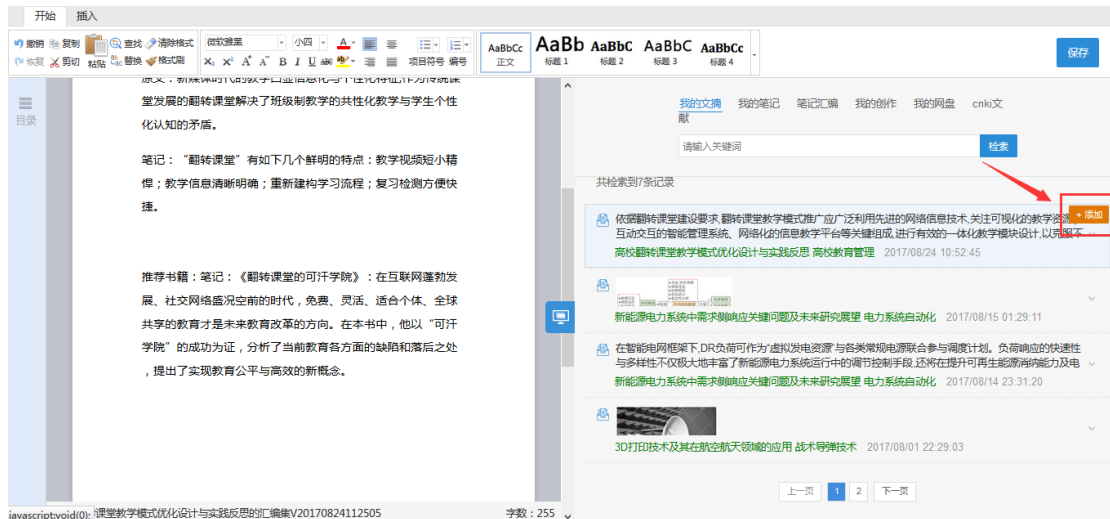 开始 插入
撤销 复制 粘贴 查找 清除格式 微软雅黑 小四 AaBbCc AaBb AaBbC AaBbC AaBbCc 保存
恢复 剪切 替换 格式刷 X₂ X² A A B I U ABC 项目符号 编号 正文 标题 1 标题 2 标题 3 标题 4
目录
堂发展的翻转课堂解决了班级制教学的共性化教学与学生个性
化认知的矛盾。
笔记：“翻转课堂”有如下几个鲜明的特点：教学视频短小精
悍；教学信息清晰明确；重新建构学习流程；复习检测方便快
捷。
推荐书籍：笔记：《翻转课堂的可汗学院》：在互联网蓬勃发
展、社交网络盛况空前的时代，免费、灵活、适合个体、全球
共享的教育才是未来教育改革的方向。在本书中，他以“可汗
学院”的成功为证，分析了当前教育各方面的缺陷和落后之处
，提出了实现教育公平与高效的新概念。
javascript:void(0); 课堂教学模式优化设计与实践反思的汇编集V20170824112505 字数：255
我的文摘 我的笔记 笔记汇编 我的创作 我的网盘 cnki文
献
请输入关键词 检索
共检索到7条记录
+ 添加
依据翻转课堂建设要求,翻转课堂教学模式推广应广泛利用先进的网络信息技术,关注可视化的教学资源
互动交互的智能管理系统、网络化的信息教学平台等关键组成,进行有效的一体化教学模块设计,以克服不
高校翻转课堂教学模式优化设计与实践反思 高校教育管理 2017/08/24 10:52:45
新能源电力系统中需求侧响应关键问题及未来研究展望 电力系统自动化 2017/08/15 01:29:11
在智能电网框架下,DR负荷可作为“虚拟发电资源”与各类常规电源联合参与调度计划。负荷响应的快速性
与多样性不仅极大地丰富了新能源电力系统运行中的调节控制手段,还将在提升可再生能源消纳能力及电
新能源电力系统中需求侧响应关键问题及未来研究展望 电力系统自动化 2017/08/14 23:31:20
3D打印技术及其在航空航天领域的应用 战术导弹技术 2017/08/01 22:29:03
上一页 1 2 下一页